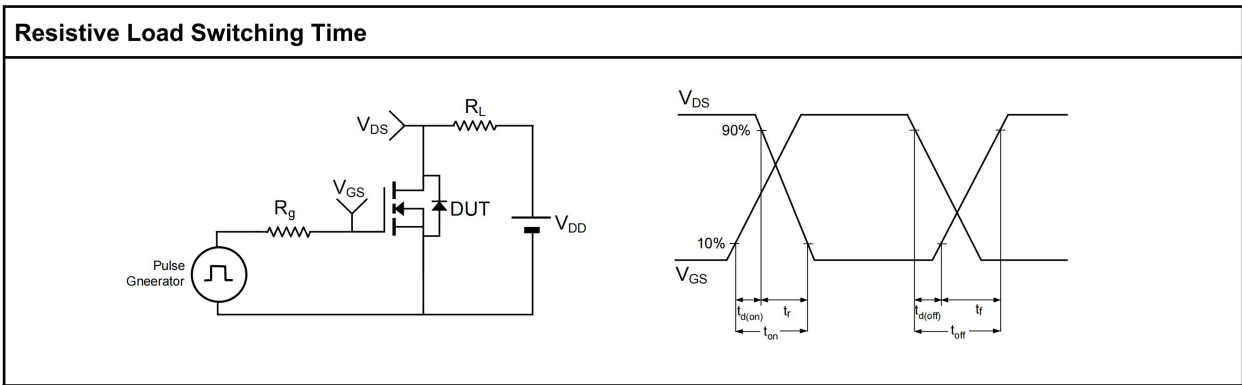 Resistive Load Switching Time
VDS
RL
VGS
Rg
DUT
VDD
Pulse
Gneerator
VDS
90%
10%
VGS
td(on)
tr
td(off)
tf
ton
toff